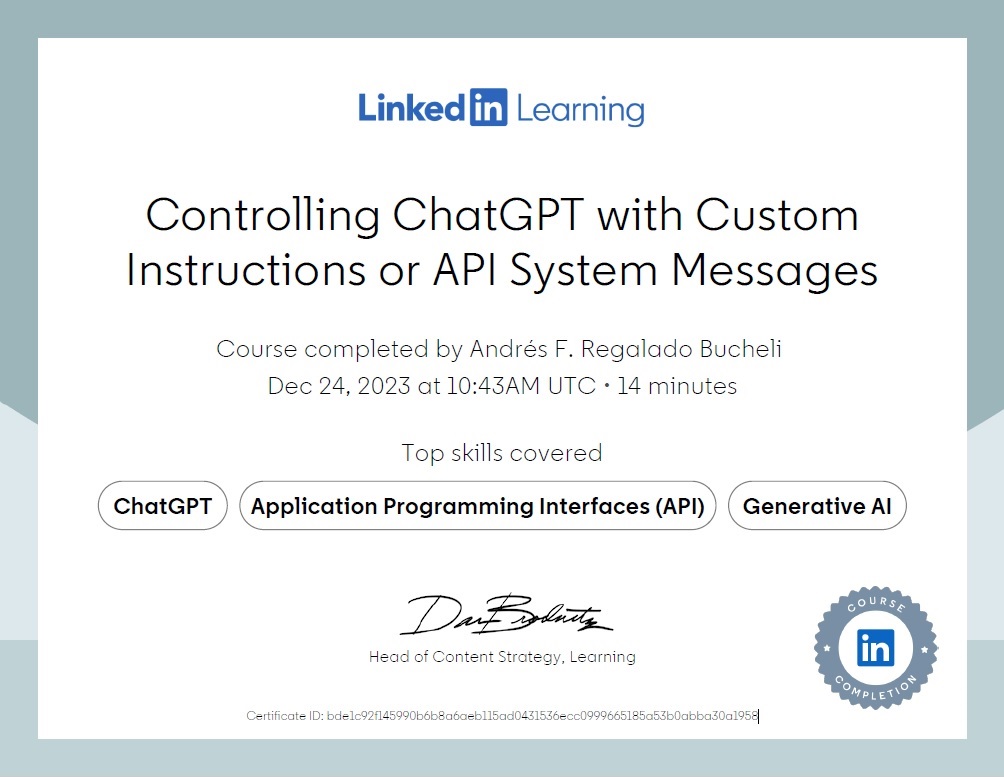 LinkedIn Learning
Controlling ChatGPT with Custom
Instructions or API System Messages
Course completed by Andrés F. Regalado Bucheli
Dec 24, 2023 at 10:43AM UTC • 14 minutes
Top skills covered
ChatGPT
Application Programming Interfaces (API)
Generative AI
Dan Brodnitz
Head of Content Strategy, Learning
COURSE
in
COMPLETION
Certificate ID: bde1c92f145990b6b8a6aeb115ad0431536ecc0999665185a53b0abba30a1958